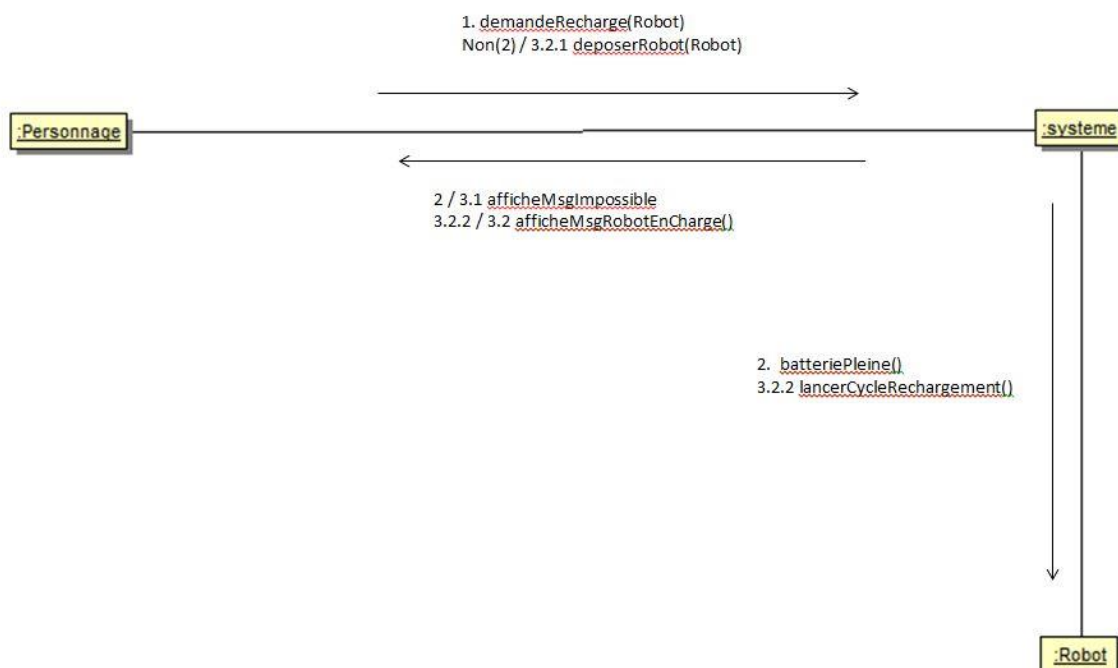 1. demandeRecharge(Robot)
Non(2) / 3.2.1 deposerRobot(Robot)
:Personnage
:systeme
2 / 3.1 afficheMsgImpossible
3.2.2 / 3.2 afficheMsgRobotEnCharge()
2. batteriePleine()
3.2.2 lancerCycleRechargement()
:Robot